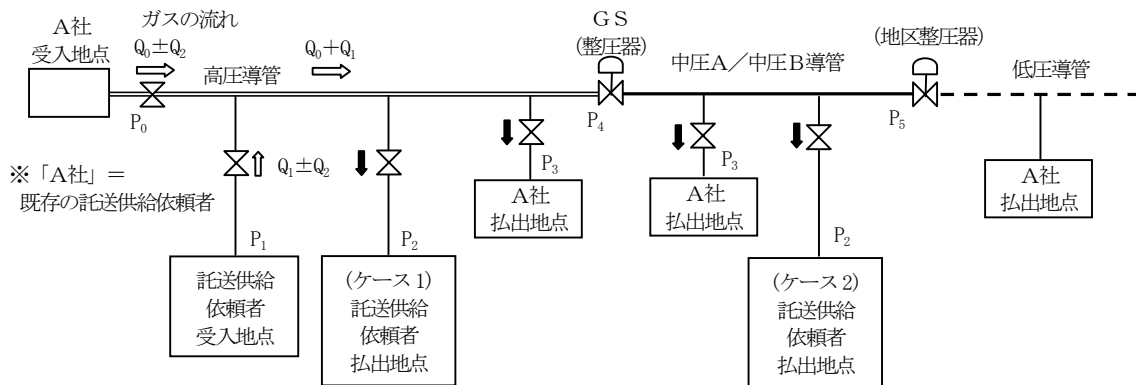 A社
受入地点
ガスの流れ
Q₀±Q₂
Q₀＋Q₁
高圧導管
GS
(整圧器)
中圧A／中圧B導管
(地区整圧器)
低圧導管
P₀
P₄
P₅
※「A社」＝
既存の託送供給依頼者
Q₁±Q₂
P₃
P₃
A社
払出地点
A社
払出地点
A社
払出地点
P₁
P₂
P₂
託送供給
依頼者
受入地点
(ケース1)
託送供給
依頼者
払出地点
(ケース2)
託送供給
依頼者
払出地点